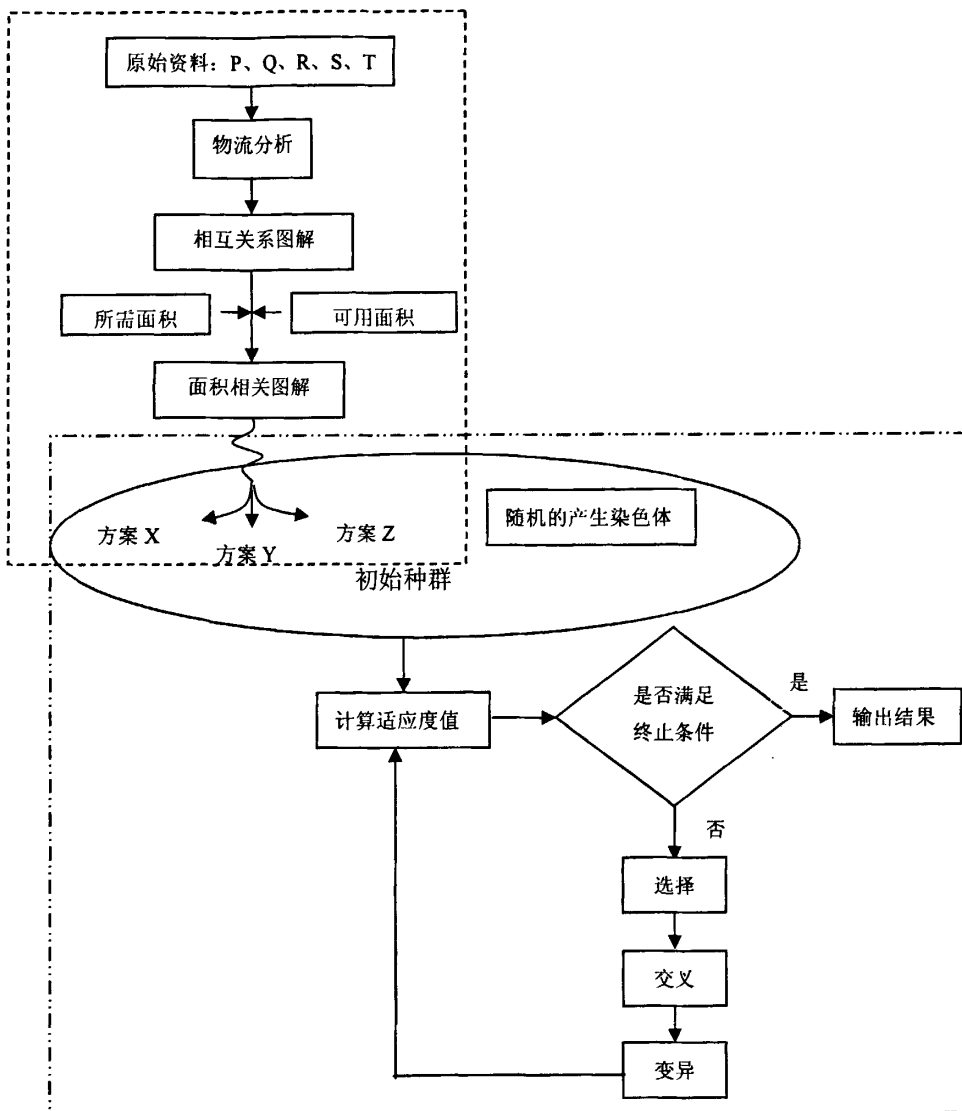 原始资料：P、Q、R、S、T
物流分析
相互关系图解
所需面积
可用面积
面积相关图解
随机的产生染色体
方案 X
方案 Y
方案 Z
初始种群
计算适应度值
是否满足
终止条件
是
输出结果
否
选择
交叉
变异